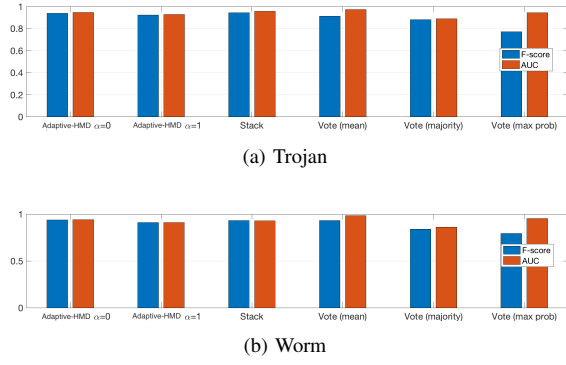 1
0.8
0.6
0.4
0.2
0
F-score
AUC
Adaptive-HMD α=0 Adaptive-HMD α=1 Stack Vote (mean) Vote (majority) Vote (max prob)
(a) Trojan
1
0.5
0
F-score
AUC
Adaptive-HMD α=0 Adaptive-HMD α=1 Stack Vote (mean) Vote (majority) Vote (max prob)
(b) Worm